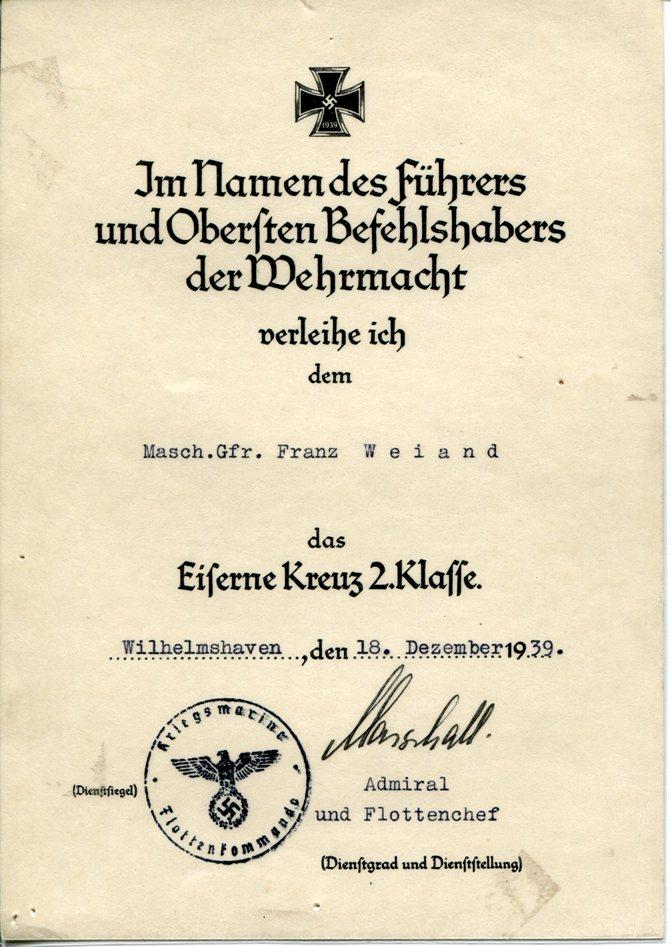 1939
Im Namen des Führers
und Oberſten Befehlshabers
der Wehrmacht
verleihe ich
dem
Masch.Gfr. Franz W e i a n d
das
Eiſerne Kreuz 2.Klaſſe.
Wilhelmshaven, den 18. Dezember 1939.
Marschall.
Kriegsmarine
Flottenkommando
(Dienſtſiegel)
Admiral
und Flottenchef
(Dienſtgrad und Dienſtſtellung)